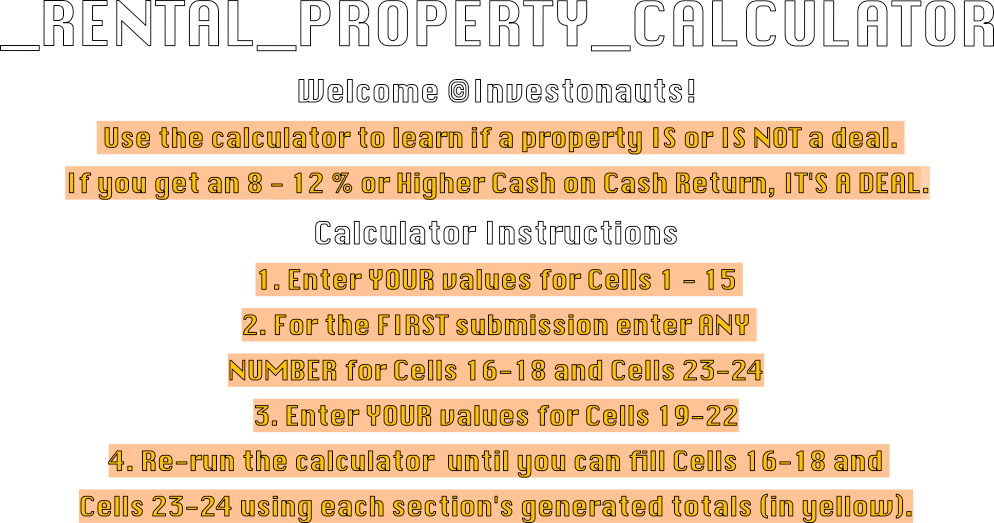 _RENTAL_PROPERTY_CALCULATOR
Welcome ©Investonauts!
Use the calculator to learn if a property IS or IS NOT a deal.
If you get an 8 - 12 % or Higher Cash on Cash Return, IT'S A DEAL.
Calculator Instructions
1. Enter YOUR values for Cells 1 - 15
2. For the FIRST submission enter ANY
NUMBER for Cells 16-18 and Cells 23-24
3. Enter YOUR values for Cells 19-22
4. Re-run the calculator until you can fill Cells 16-18 and
Cells 23-24 using each section's generated totals (in yellow).